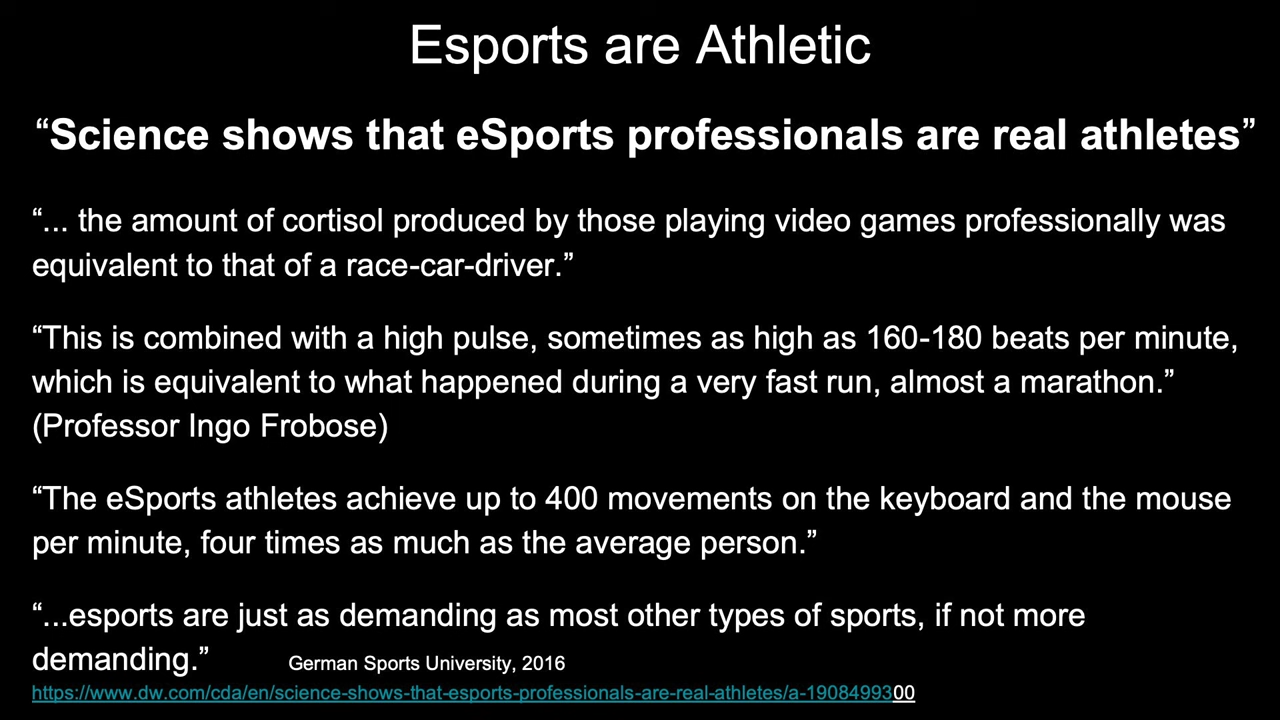 Esports are Athletic
“Science shows that eSports professionals are real athletes”
“... the amount of cortisol produced by those playing video games professionally was
equivalent to that of a race-car-driver.”
“This is combined with a high pulse, sometimes as high as 160-180 beats per minute,
which is equivalent to what happened during a very fast run, almost a marathon.”
(Professor Ingo Frobose)
“The eSports athletes achieve up to 400 movements on the keyboard and the mouse
per minute, four times as much as the average person.”
“...esports are just as demanding as most other types of sports, if not more
demanding.” German Sports University, 2016
https://www.dw.com/cda/en/science-shows-that-esports-professionals-are-real-athletes/a-1908499300